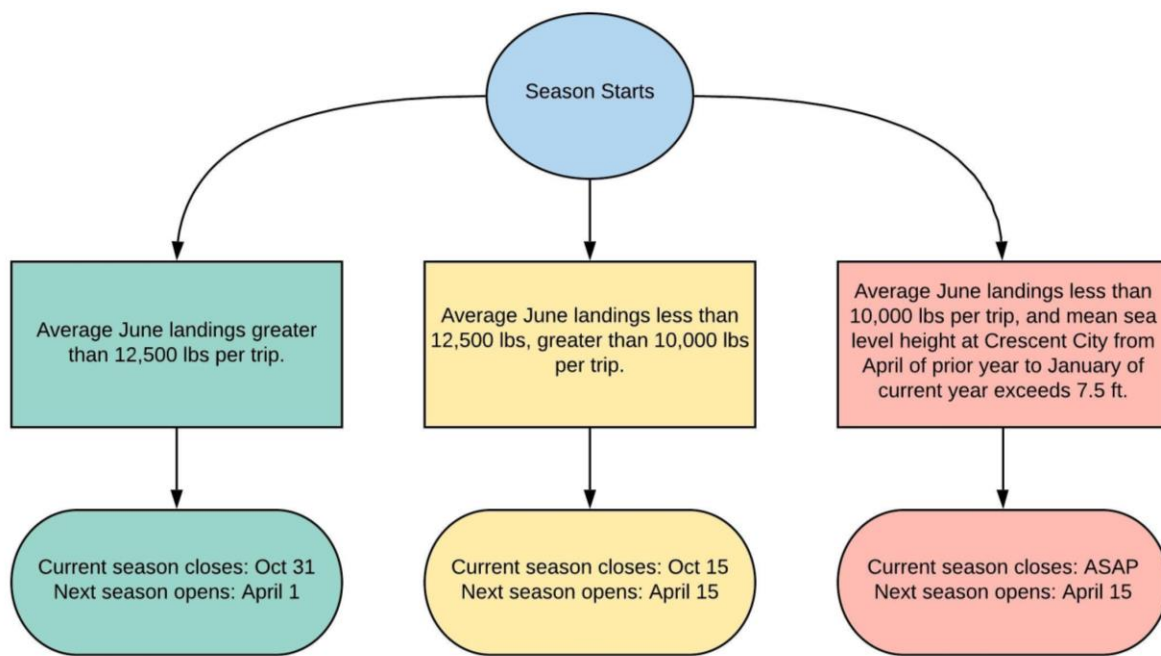 Season Starts
Average June landings greater
than 12,500 lbs per trip.
Average June landings less than
12,500 lbs, greater than 10,000 lbs
per trip.
Average June landings less than
10,000 lbs per trip, and mean sea
level height at Crescent City from
April of prior year to January of
current year exceeds 7.5 ft.
Current season closes: Oct 31
Next season opens: April 1
Current season closes: Oct 15
Next season opens: April 15
Current season closes: ASAP
Next season opens: April 15